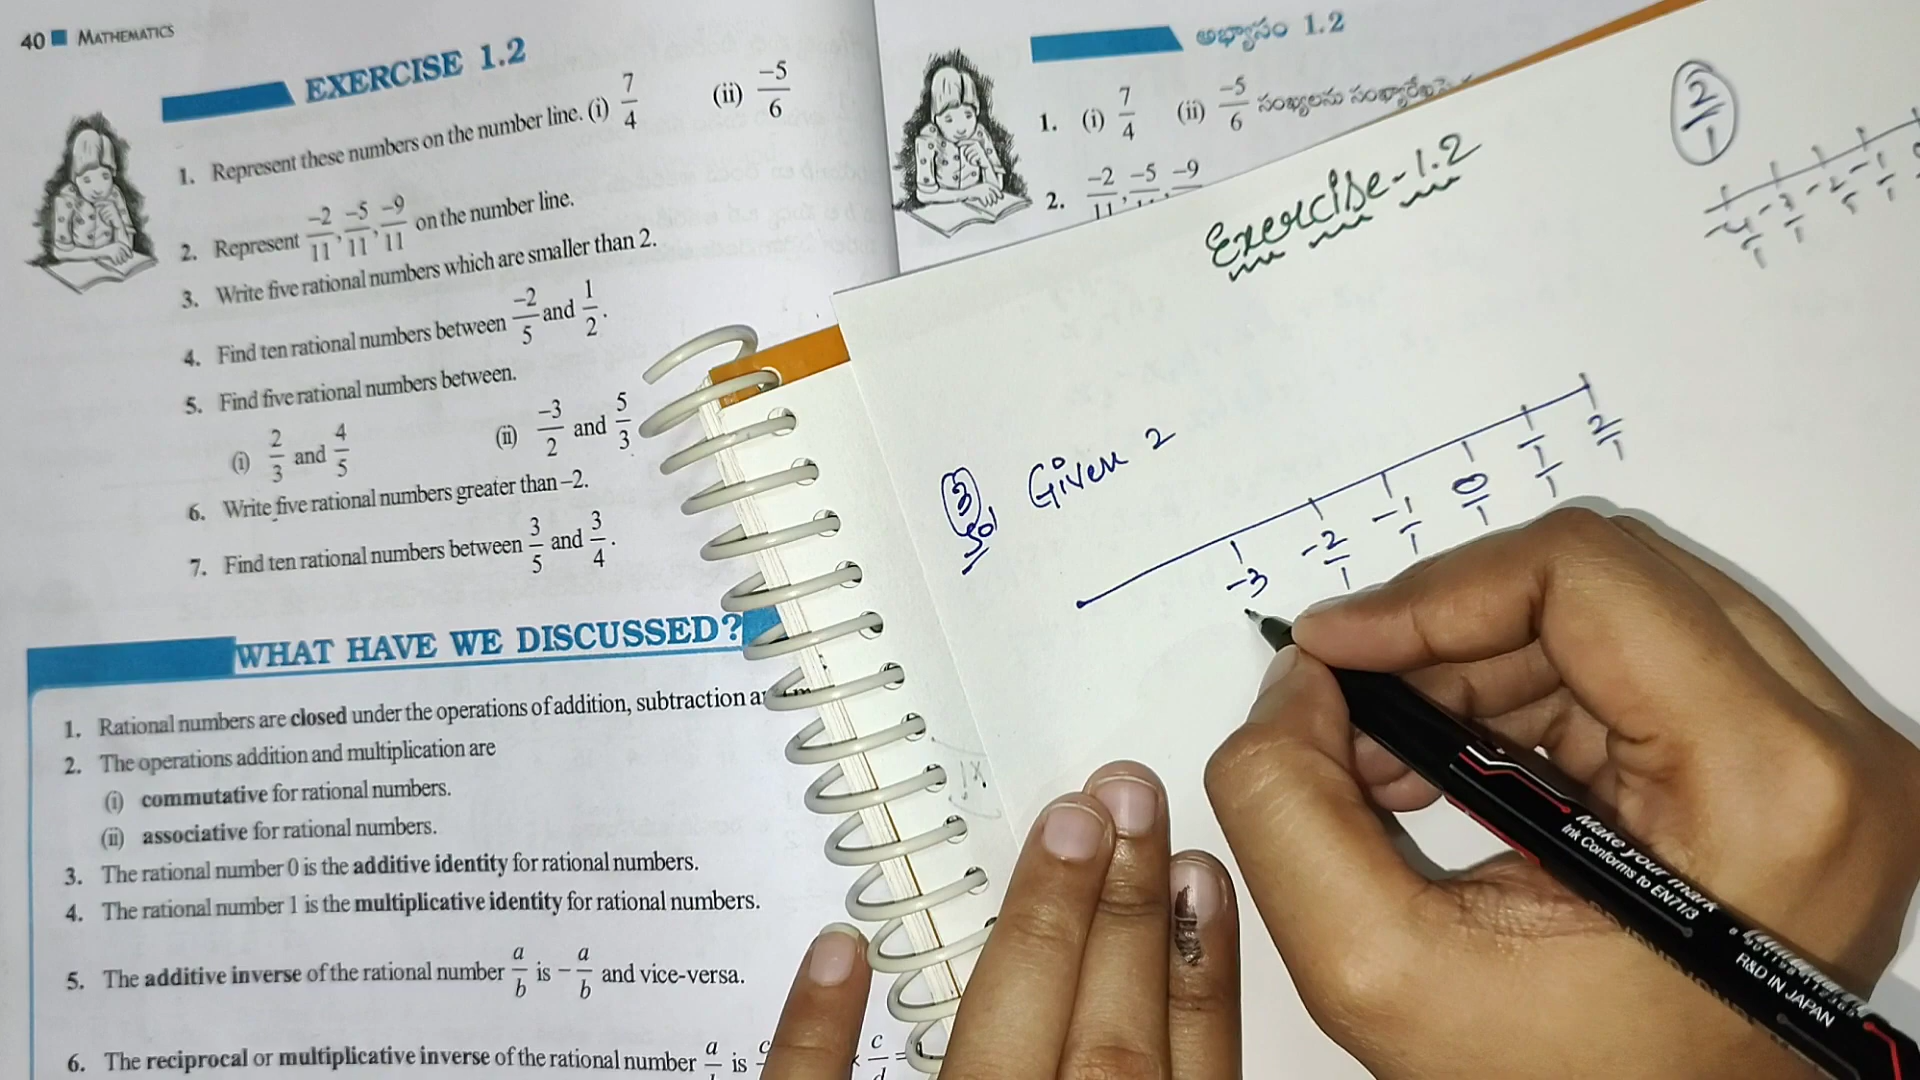 40 MATHEMATICS
EXERCISE 1.2
1. Represent these numbers on the number line. (i) 7/4 (ii) -5/6
2. Represent -2/11, -5/11, -9/11 on the number line.
3. Write five rational numbers which are smaller than 2.
4. Find ten rational numbers between -2/5 and 1/2.
5. Find five rational numbers between.
(i) 2/3 and 4/5 (ii) -3/2 and 5/3
6. Write five rational numbers greater than -2.
7. Find ten rational numbers between 3/5 and 3/4.
WHAT HAVE WE DISCUSSED?
1. Rational numbers are closed under the operations of addition, subtraction
2. The operations addition and multiplication are
(i) commutative for rational numbers.
(ii) associative for rational numbers.
3. The rational number 0 is the additive identity for rational numbers.
4. The rational number 1 is the multiplicative identity for rational numbers.
5. The additive inverse of the rational number a/b is -a/b and vice-versa.
6. The reciprocal or multiplicative inverse of the rational number a/b is
అభ్యాసం 1.2
1. (i) 7/4 (ii) -5/6 సంఖ్యలను
2. -2/11, -5/11, -9
Exercise-1.2
2/1
3 Given 2
Sol
-3 -2/1 -1/1 0/1 1/1 2/1
Make your mark
Ink Conforms to EN71/3
R&D IN JAPAN